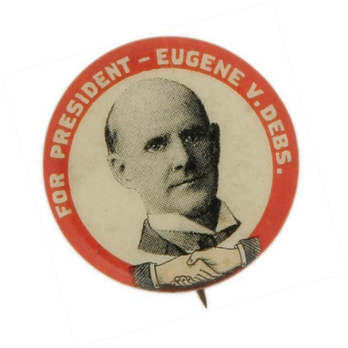 FOR PRESIDENT - EUGENE V. DEBS.